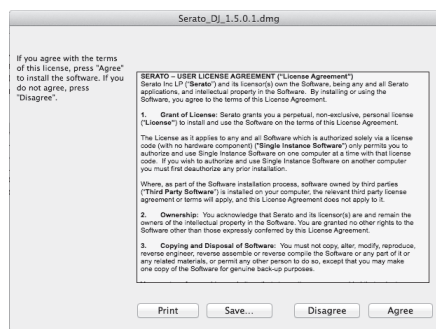 Serato_DJ_1.5.0.1.dmg
If you agree with the terms
of this license, press "Agree"
to install the software. If you
do not agree, press
"Disagree".
SERATO – USER LICENSE AGREEMENT ("License Agreement")
Serato Inc LP ("Serato") and its licensor(s) own the Software, being any and all Serato
applications, and intellectual property in the Software. By installing or using the
Software, you agree to the terms of this License Agreement.
1. Grant of License: Serato grants you a perpetual, non-exclusive, personal license
("License") to install and use the Software on the terms of this License Agreement.
The License as it applies to any and all Software which is authorized solely via a license
code (with no hardware component) ("Single Instance Software") only permits you to
authorize and use Single Instance Software on one computer at a time with that license
code. If you wish to authorize and use Single Instance Software on another computer
you must first deauthorize any prior installation.
Where, as part of the Software installation process, software owned by third parties
("Third Party Software") is installed on your computer, the relevant third party license
agreement or terms will apply, and this License Agreement does not apply to it.
2. Ownership: You acknowledge that Serato and its licensor(s) are and remain the
owners of the intellectual property in the Software. You are granted no other rights to the
Software other than those expressly conferred by this License Agreement.
3. Copying and Disposal of Software: You must not copy, alter, modify, reproduce,
reverse engineer, reverse assemble or reverse compile the Software or any part of it or
any related materials, or permit any other person to do so, except that you may make
one copy of the Software for genuine back-up purposes.
Print Save... Disagree Agree